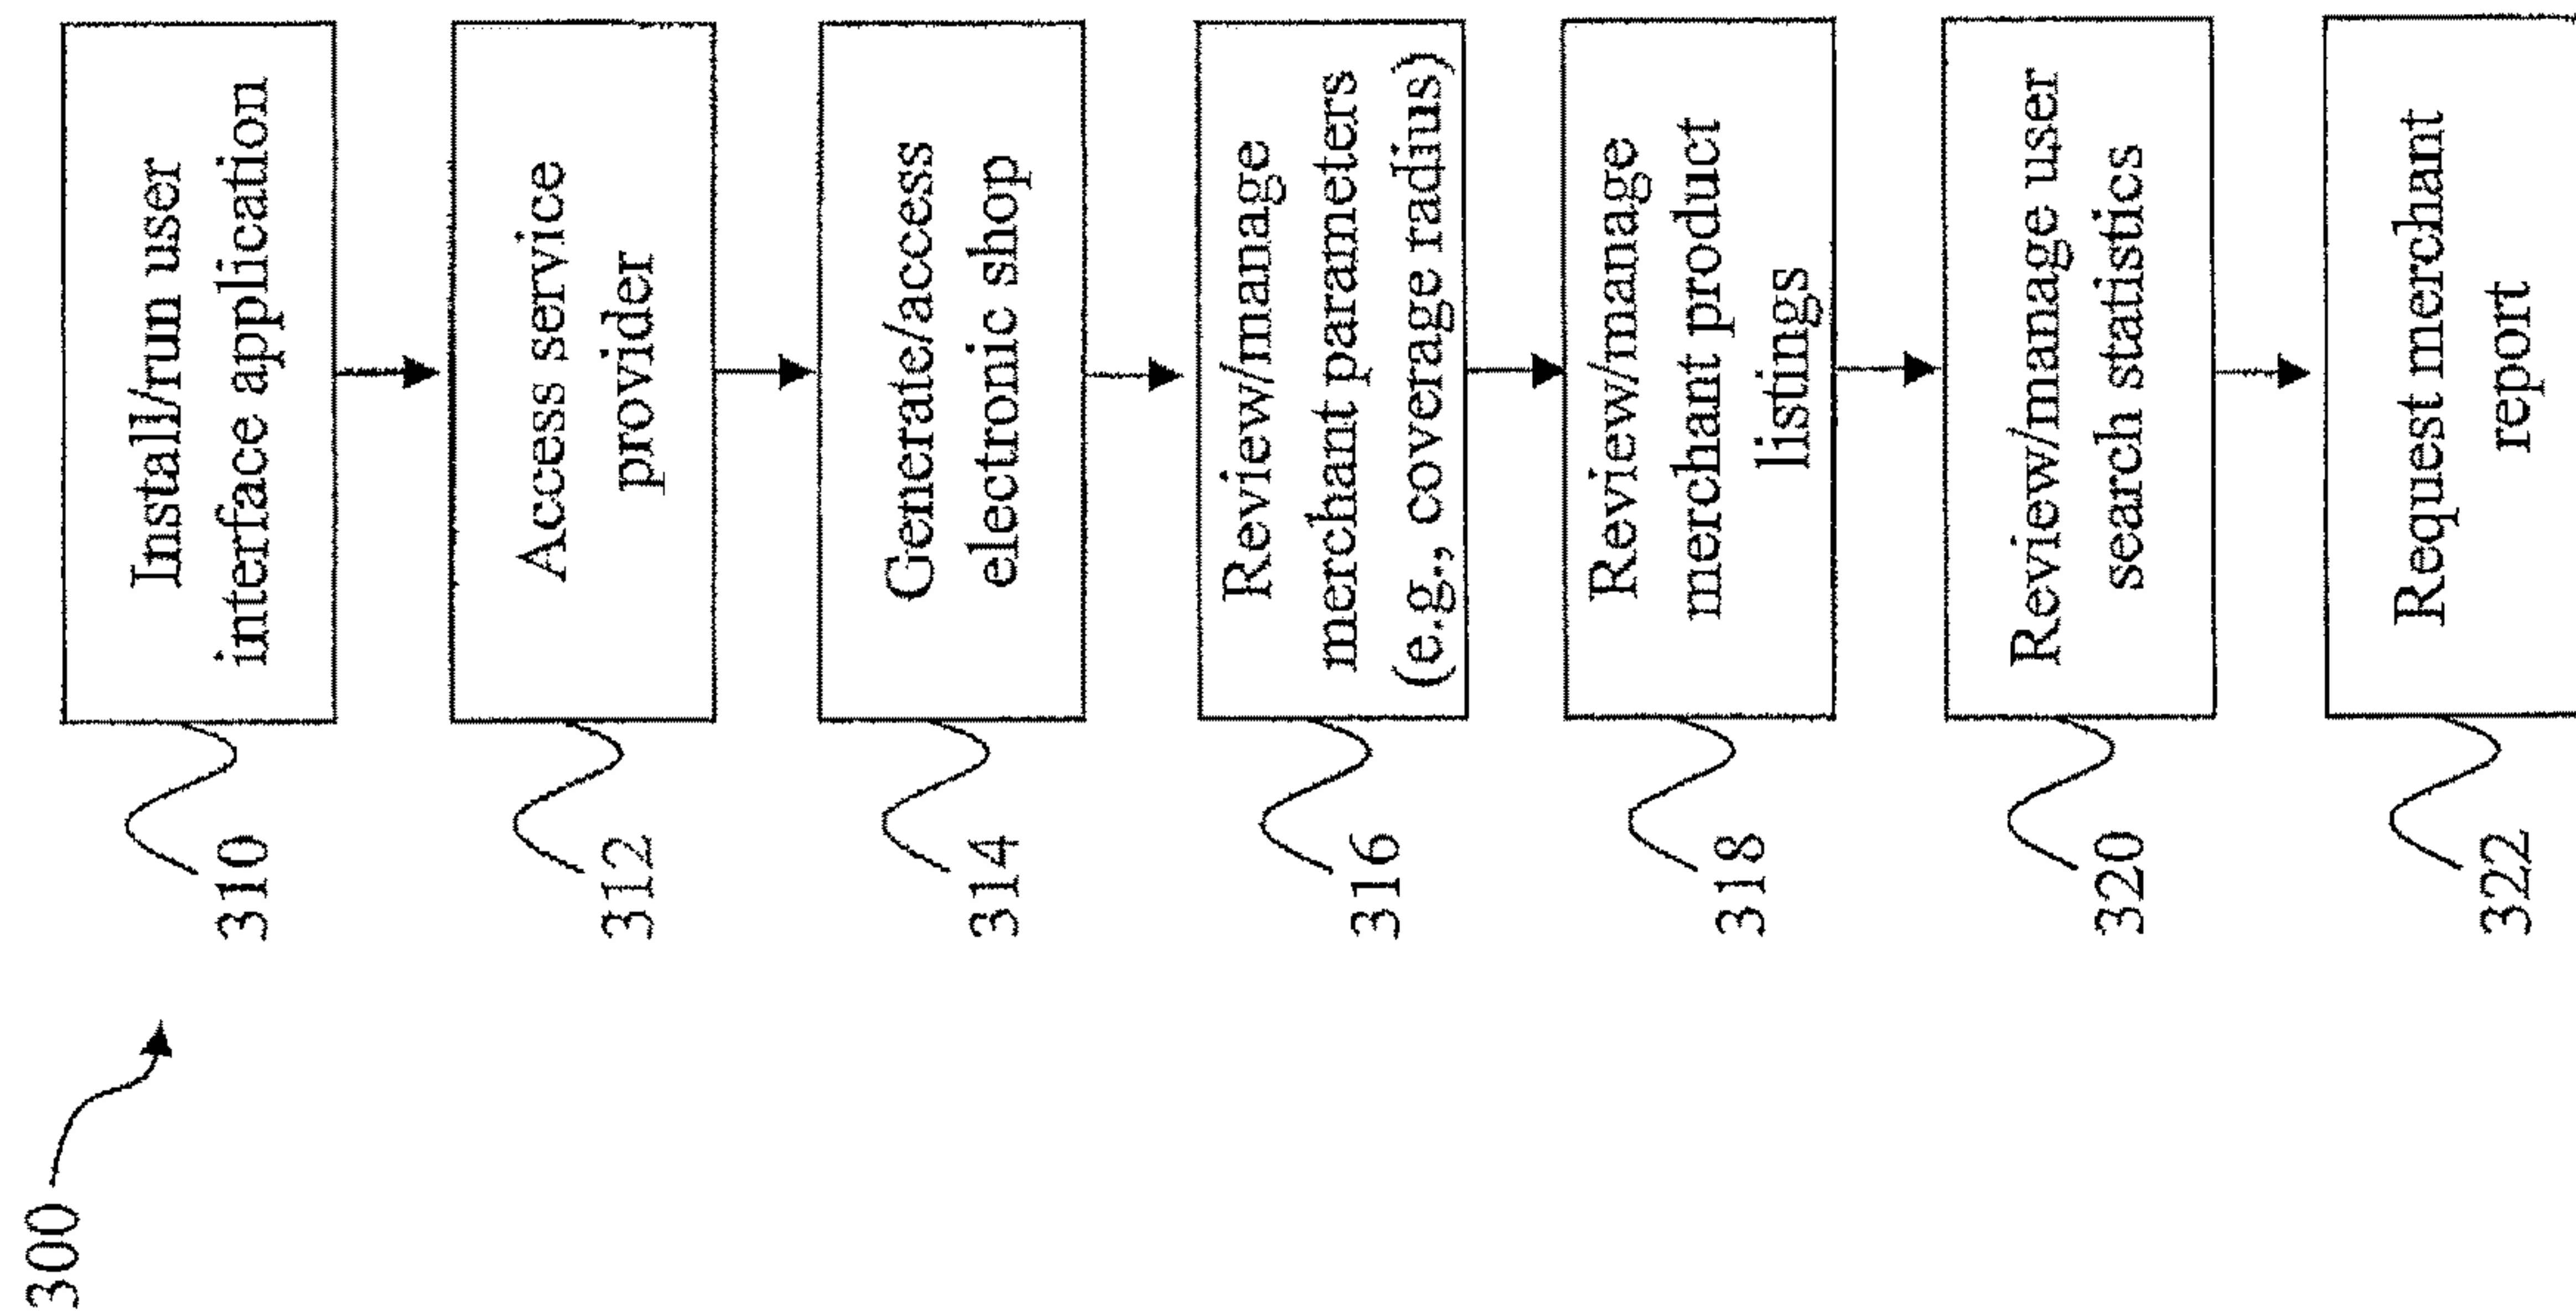 300
310
Install/run user
interface application
312
Access service
provider
314
Generate/access
electronic shop
316
Review/manage
merchant parameters
(e.g., coverage radius)
318
Review/manage
merchant product
listings
320
Review/manage user
search statistics
322
Request merchant
report